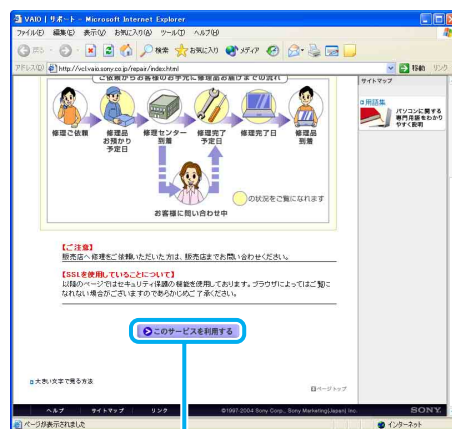 VAIO | サポート - Microsoft Internet Explorer
ファイル(F) 編集(E) 表示(V) お気に入り(A) ツール(T) ヘルプ(H)
戻る 検索 お気に入り メディア
アドレス(D) http://vcl.vaio.sony.co.jp/repair/index.html 移動 リンク
ご依頼からお客様のお手元に修理品お届けまでの流れ
サイトマップ
用語集
パソコンに関する
専門用語をわかり
やすく説明
修理ご依頼
修理品
お預かり
予定日
修理センター
到着
修理完了
予定日
修理完了日
修理品
到着
の状況をご覧になれます
お客様に問い合わせ中
【ご注意】
販売店へ修理をご依頼いただいた方は、販売店までお問い合わせください。
【SSLを使用していることについて】
以降のページではセキュリティ保護の機能を使用しております。ブラウザによってはご覧に
なれない場合がございますのであらかじめご了承ください。
このサービスを利用する
大きい文字で見る方法
ページトップ
ヘルプ サイトマップ リンク ©1997-2004 Sony Corp., Sony Marketing(Japan) Inc. SONY
ページが表示されました インターネット